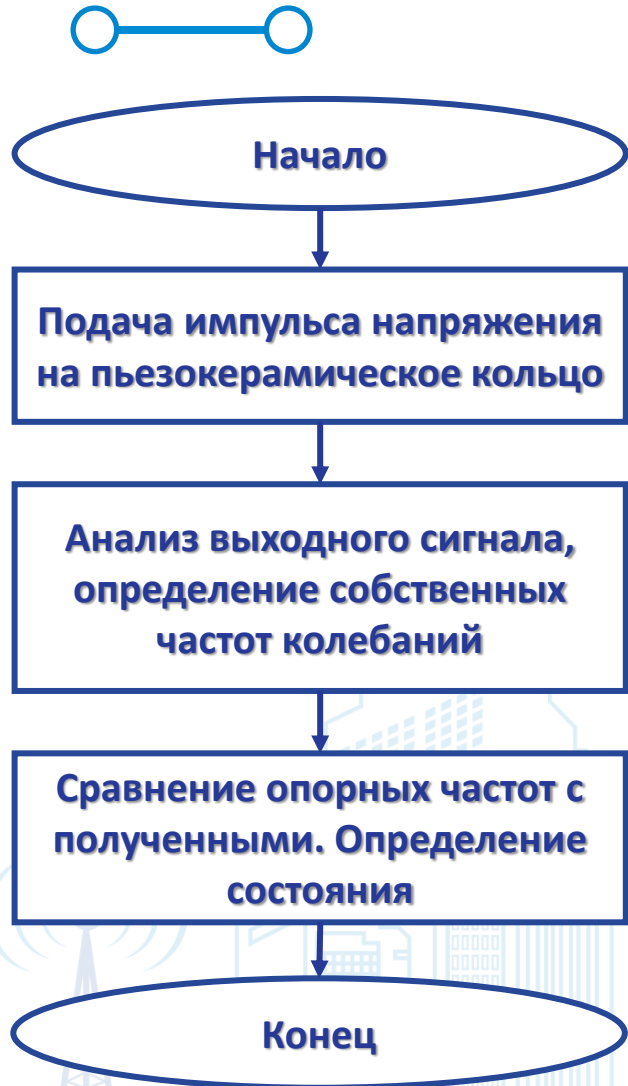 Начало
Подача импульса напряжения
на пьезокерамическое кольцо
Анализ выходного сигнала,
определение собственных
частот колебаний
Сравнение опорных частот с
полученными. Определение
состояния
Конец